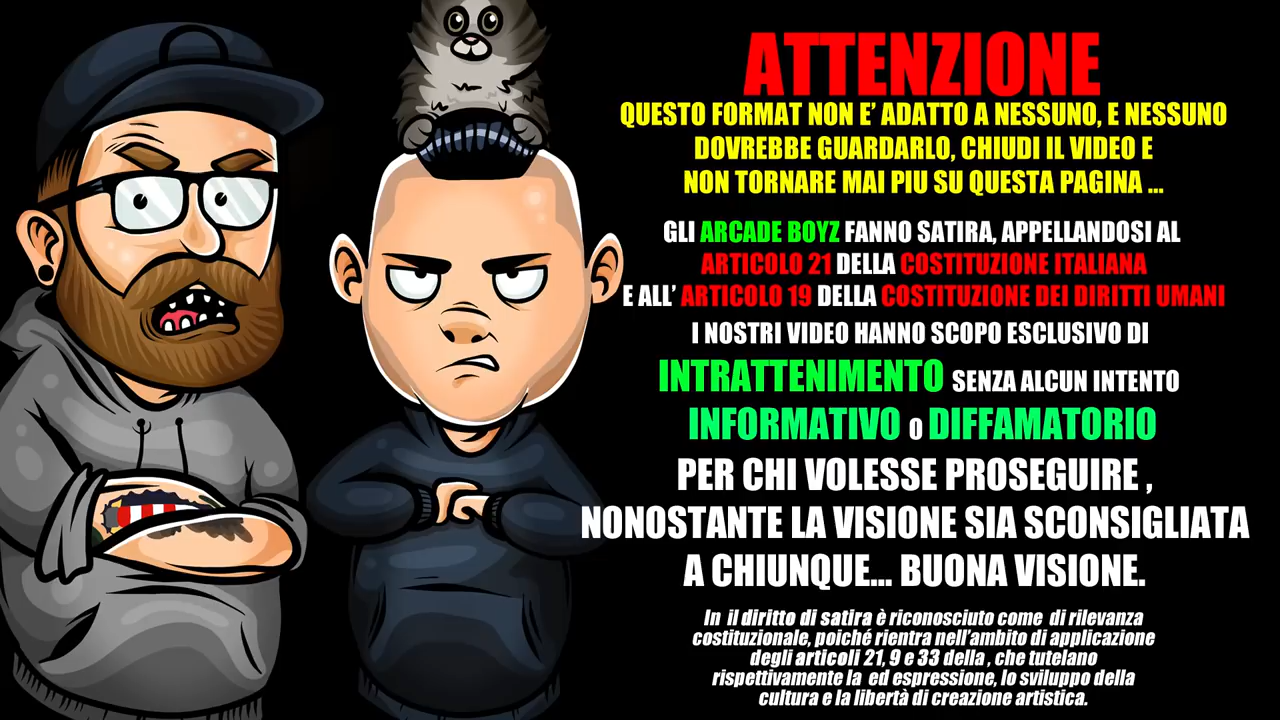 ATTENZIONE
QUESTO FORMAT NON E' ADATTO A NESSUNO, E NESSUNO
DOVREBBE GUARDARLO, CHIUDI IL VIDEO E
NON TORNARE MAI PIU SU QUESTA PAGINA ...
GLI ARCADE BOYZ FANNO SATIRA, APPELLANDOSI AL
ARTICOLO 21 DELLA COSTITUZIONE ITALIANA
E ALL' ARTICOLO 19 DELLA COSTITUZIONE DEI DIRITTI UMANI
I NOSTRI VIDEO HANNO SCOPO ESCLUSIVO DI
INTRATTENIMENTO SENZA ALCUN INTENTO
INFORMATIVO O DIFFAMATORIO
PER CHI VOLESSE PROSEGUIRE ,
NONOSTANTE LA VISIONE SIA SCONSIGLIATA
A CHIUNQUE... BUONA VISIONE.
In il diritto di satira è riconosciuto come di rilevanza
costituzionale, poiché rientra nell'ambito di applicazione
degli articoli 21, 9 e 33 della , che tutelano
rispettivamente la ed espressione, lo sviluppo della
cultura e la libertà di creazione artistica.